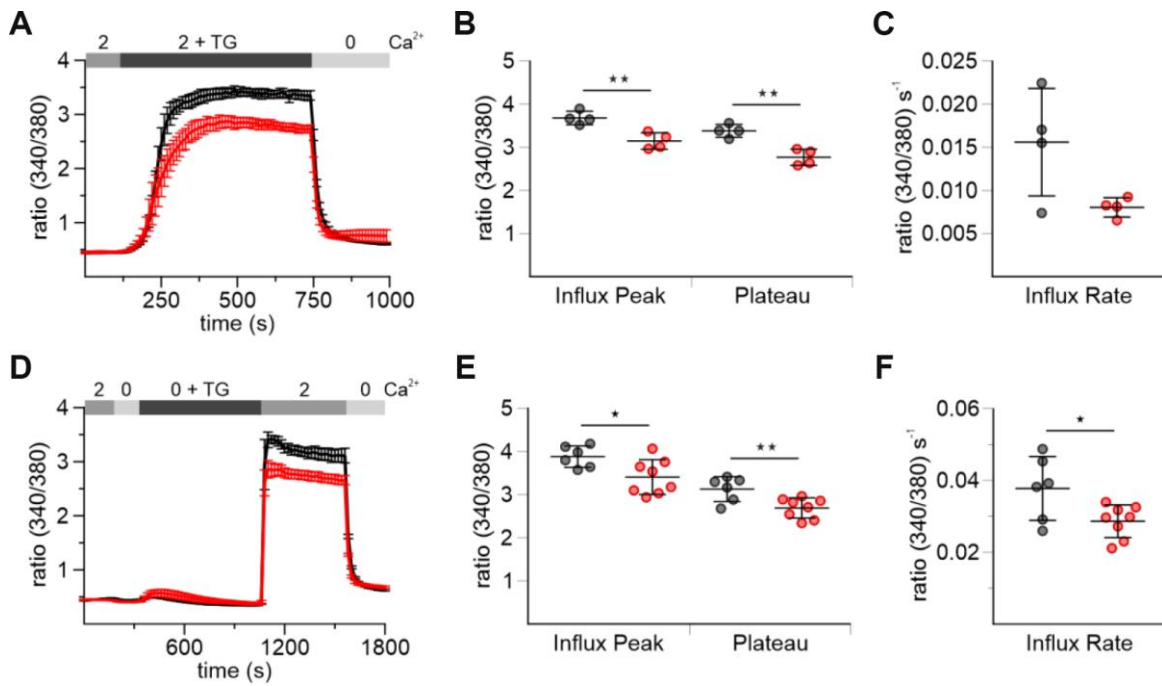 A
2 2 + TG 0 Ca²⁺
ratio (340/380)
4
3
2
1
250 500 750 1000
time (s)
B
ratio (340/380)
5
4
3
2
1
★★ ★★
Influx Peak Plateau
C
ratio (340/380) s⁻¹
0.025
0.020
0.015
0.010
0.005
Influx Rate
D
2 0 0 + TG 2 0 Ca²⁺
ratio (340/380)
4
3
2
1
600 1200 1800
time (s)
E
ratio (340/380)
5
4
3
2
1
★ ★★
Influx Peak Plateau
F
ratio (340/380) s⁻¹
0.06
0.04
0.02
★
Influx Rate